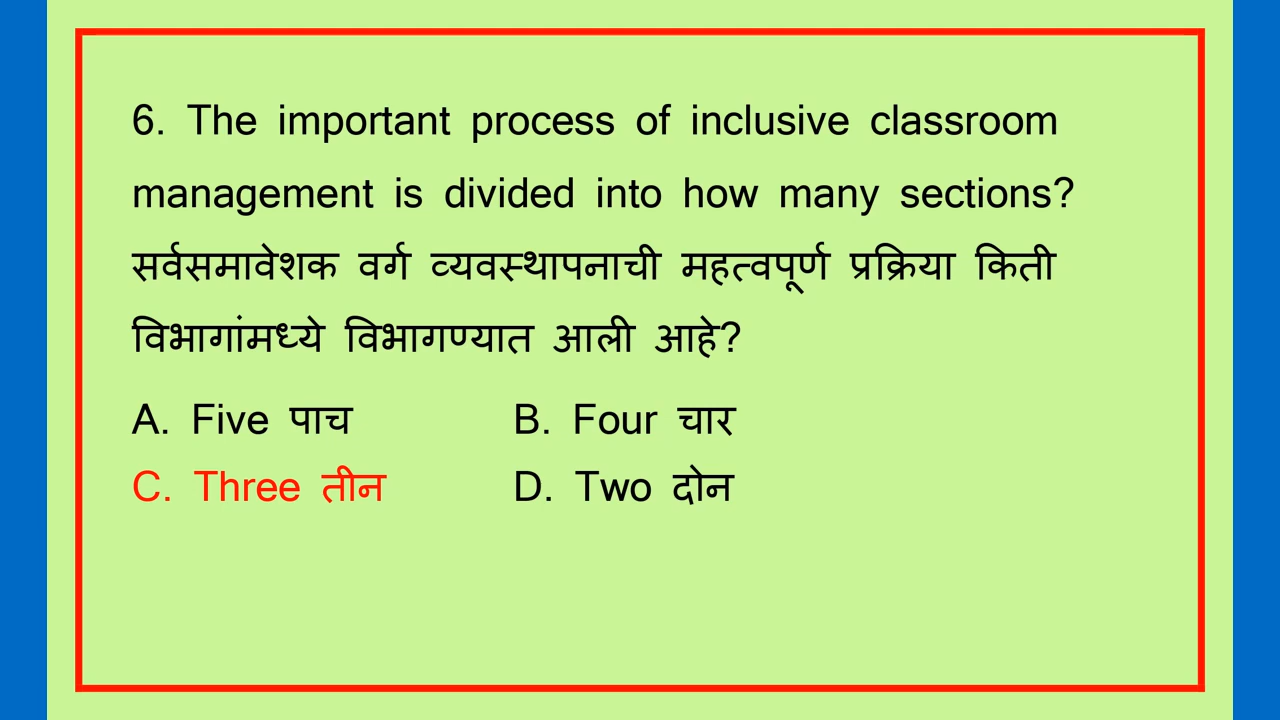 6. The important process of inclusive classroom
management is divided into how many sections?
सर्वसमावेशक वर्ग व्यवस्थापनाची महत्वपूर्ण प्रक्रिया किती
विभागांमध्ये विभागण्यात आली आहे?
A. Five पाच B. Four चार
C. Three तीन D. Two दोन